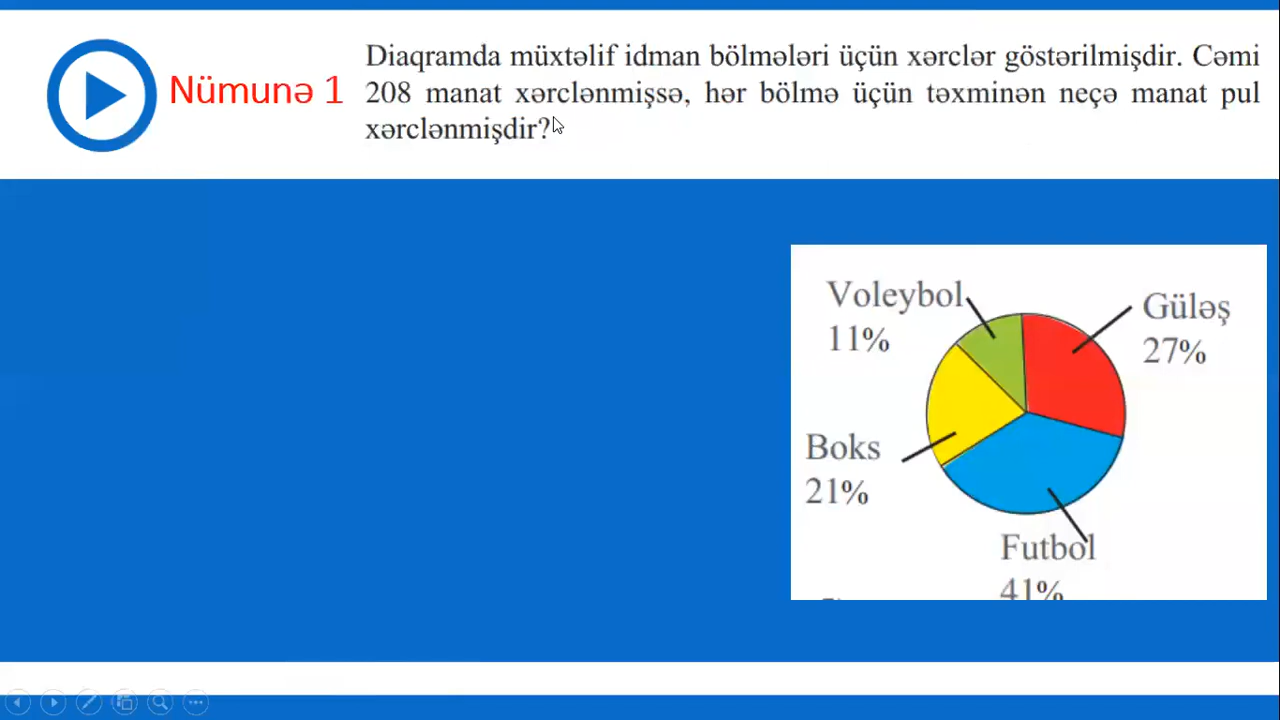 Nümunə 1
Diaqramda müxtəlif idman bölmələri üçün xərclər göstərilmişdir. Cəmi
208 manat xərclənmişsə, hər bölmə üçün təxminən neçə manat pul
xərclənmişdir?
Voleybol
11%
Güləş
27%
Boks
21%
Futbol
41%